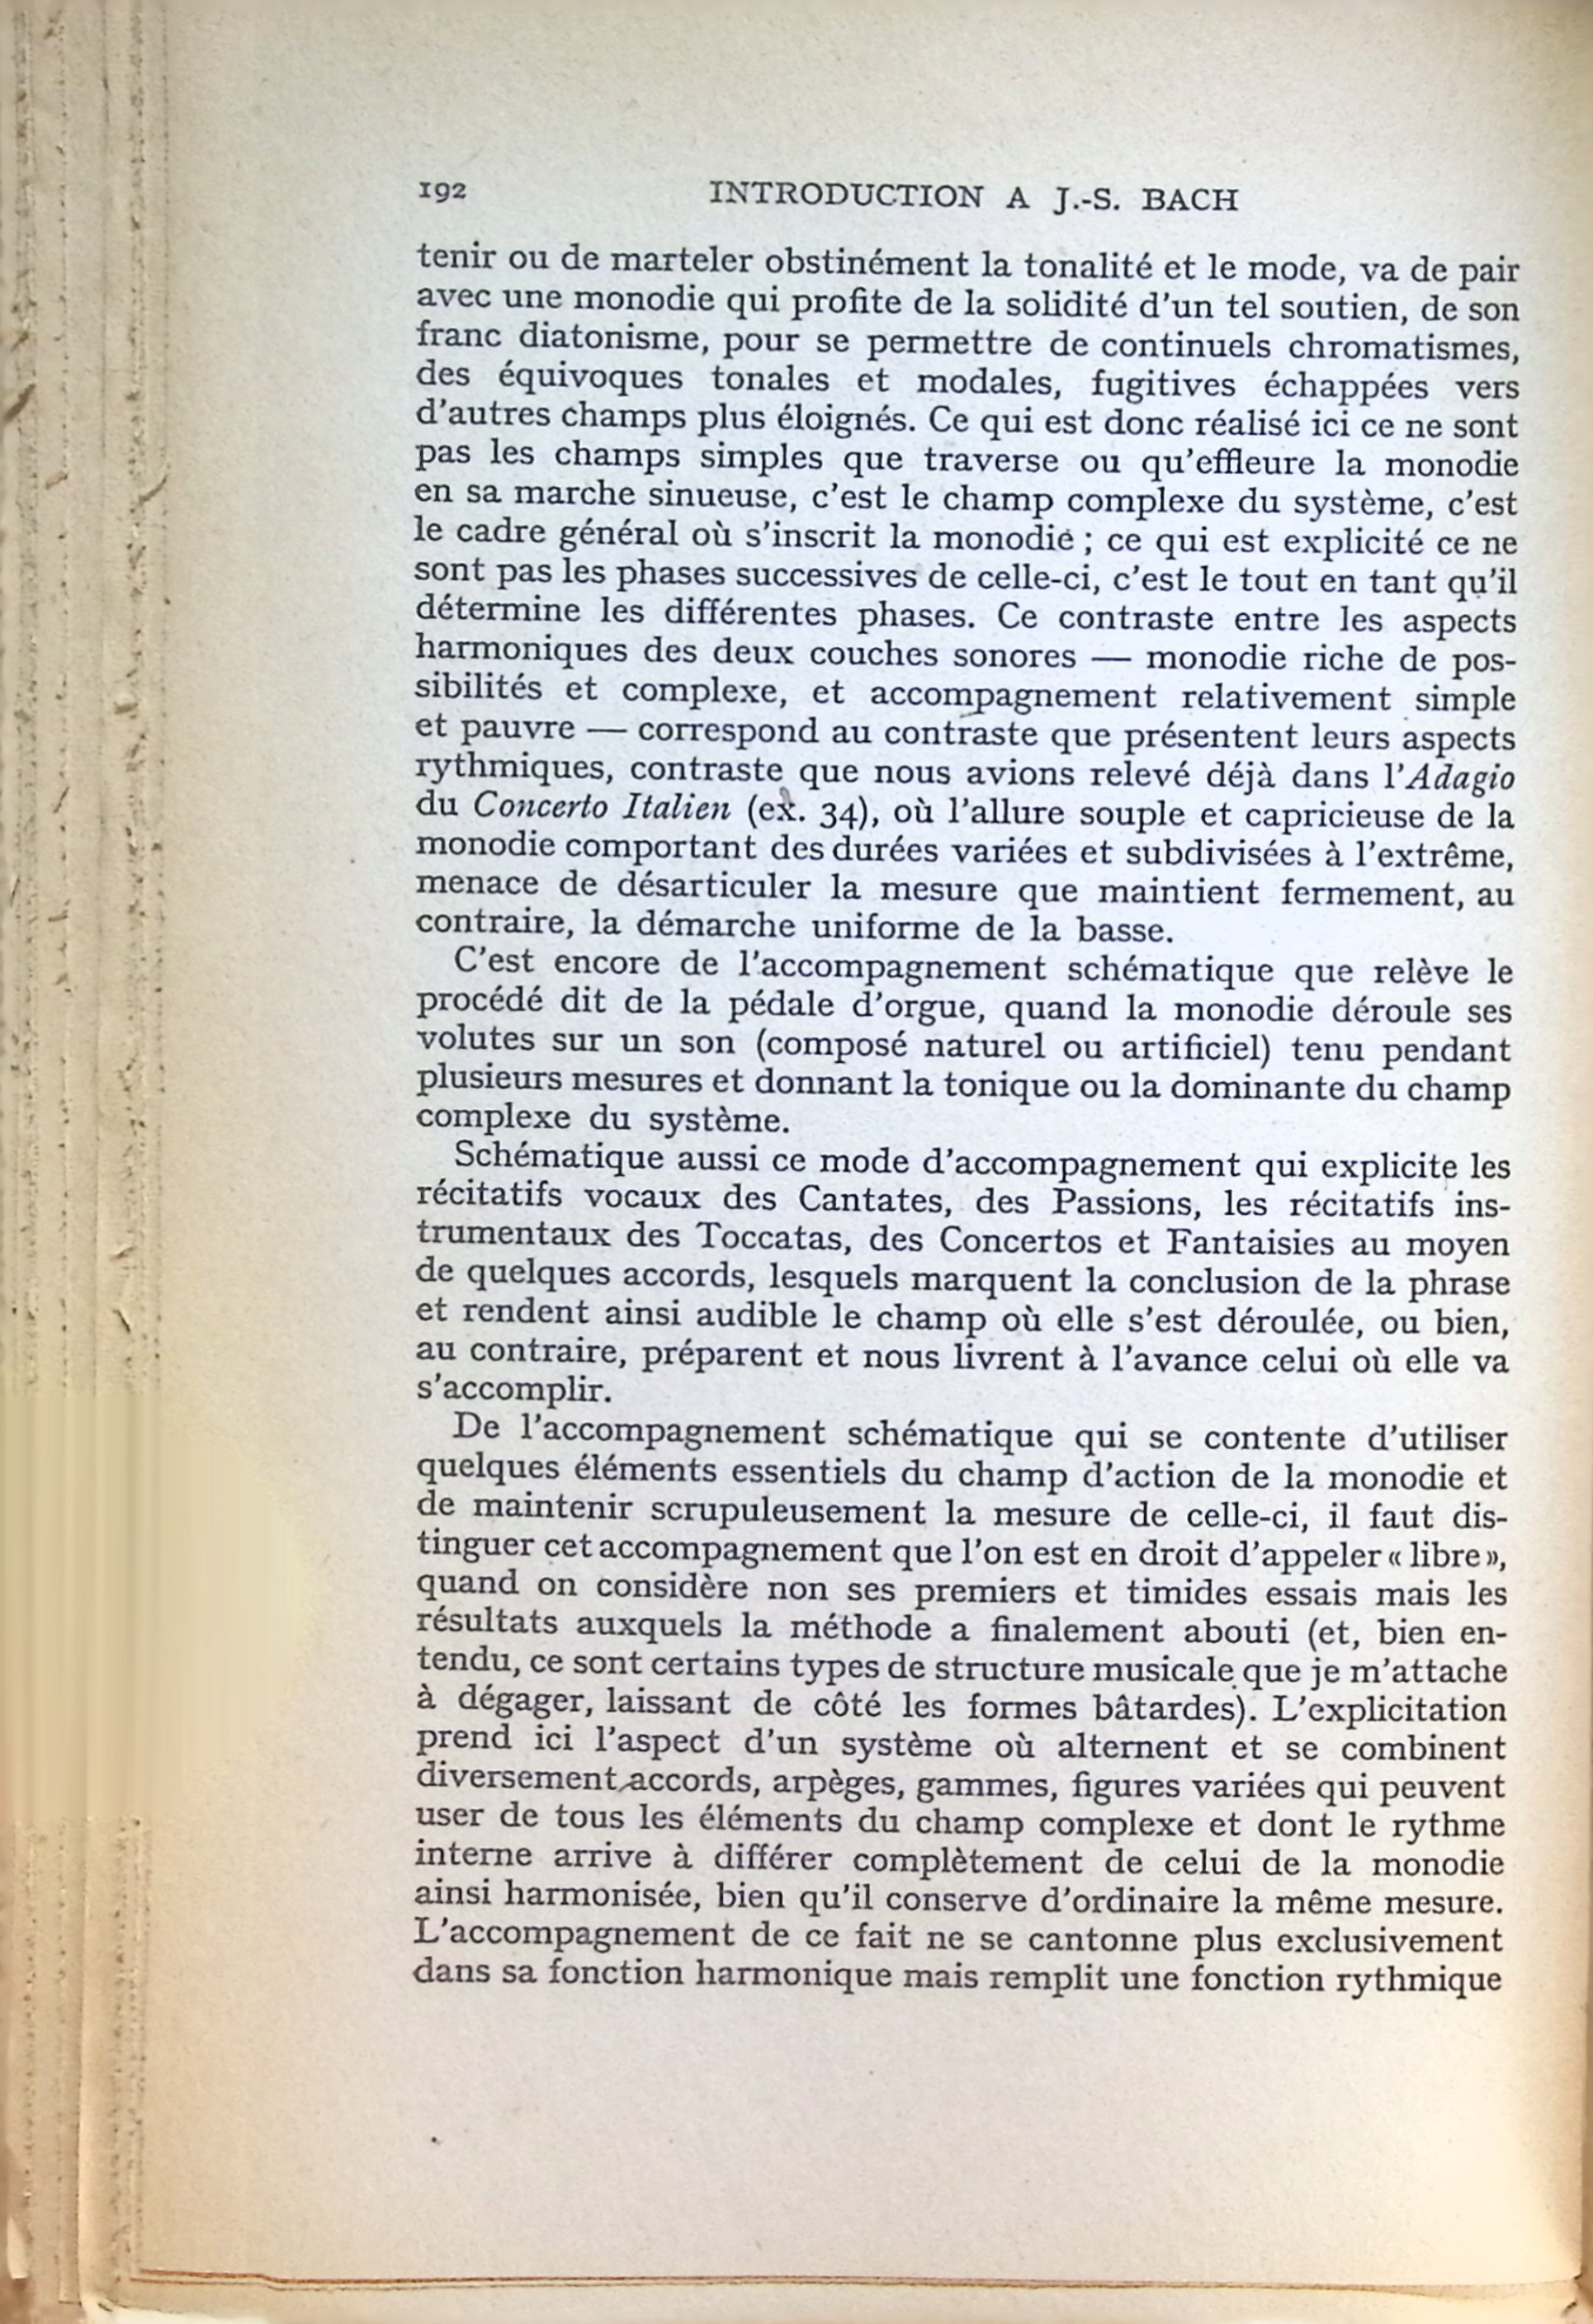 192 INTRODUCTION A J.-S. BACH
tenir ou de marteler obstinément la tonalité et le mode, va de pair
avec une monodie qui profite de la solidité d'un tel soutien, de son
franc diatonisme, pour se permettre de continuels chromatismes,
des équivoques tonales et modales, fugitives échappées vers
d'autres champs plus éloignés. Ce qui est donc réalisé ici ce ne sont
pas les champs simples que traverse ou qu'effleure la monodie
en sa marche sinueuse, c'est le champ complexe du système, c'est
le cadre général où s'inscrit la monodie ; ce qui est explicité ce ne
sont pas les phases successives de celle-ci, c'est le tout en tant qu'il
détermine les différentes phases. Ce contraste entre les aspects
harmoniques des deux couches sonores — monodie riche de pos-
sibilités et complexe, et accompagnement relativement simple
et pauvre — correspond au contraste que présentent leurs aspects
rythmiques, contraste que nous avions relevé déjà dans l'Adagio
du Concerto Italien (ex. 34), où l'allure souple et capricieuse de la
monodie comportant des durées variées et subdivisées à l'extrême,
menace de désarticuler la mesure que maintient fermement, au
contraire, la démarche uniforme de la basse.
C'est encore de l'accompagnement schématique que relève le
procédé dit de la pédale d'orgue, quand la monodie déroule ses
volutes sur un son (composé naturel ou artificiel) tenu pendant
plusieurs mesures et donnant la tonique ou la dominante du champ
complexe du système.
Schématique aussi ce mode d'accompagnement qui explicite les
récitatifs vocaux des Cantates, des Passions, les récitatifs ins-
trumentaux des Toccatas, des Concertos et Fantaisies au moyen
de quelques accords, lesquels marquent la conclusion de la phrase
et rendent ainsi audible le champ où elle s'est déroulée, ou bien,
au contraire, préparent et nous livrent à l'avance celui où elle va
s'accomplir.
De l'accompagnement schématique qui se contente d'utiliser
quelques éléments essentiels du champ d'action de la monodie et
de maintenir scrupuleusement la mesure de celle-ci, il faut dis-
tinguer cet accompagnement que l'on est en droit d'appeler « libre »,
quand on considère non ses premiers et timides essais mais les
résultats auxquels la méthode a finalement abouti (et, bien en-
tendu, ce sont certains types de structure musicale que je m'attache
à dégager, laissant de côté les formes bâtardes). L'explicitation
prend ici l'aspect d'un système où alternent et se combinent
diversement accords, arpèges, gammes, figures variées qui peuvent
user de tous les éléments du champ complexe et dont le rythme
interne arrive à différer complètement de celui de la monodie
ainsi harmonisée, bien qu'il conserve d'ordinaire la même mesure.
L'accompagnement de ce fait ne se cantonne plus exclusivement
dans sa fonction harmonique mais remplit une fonction rythmique